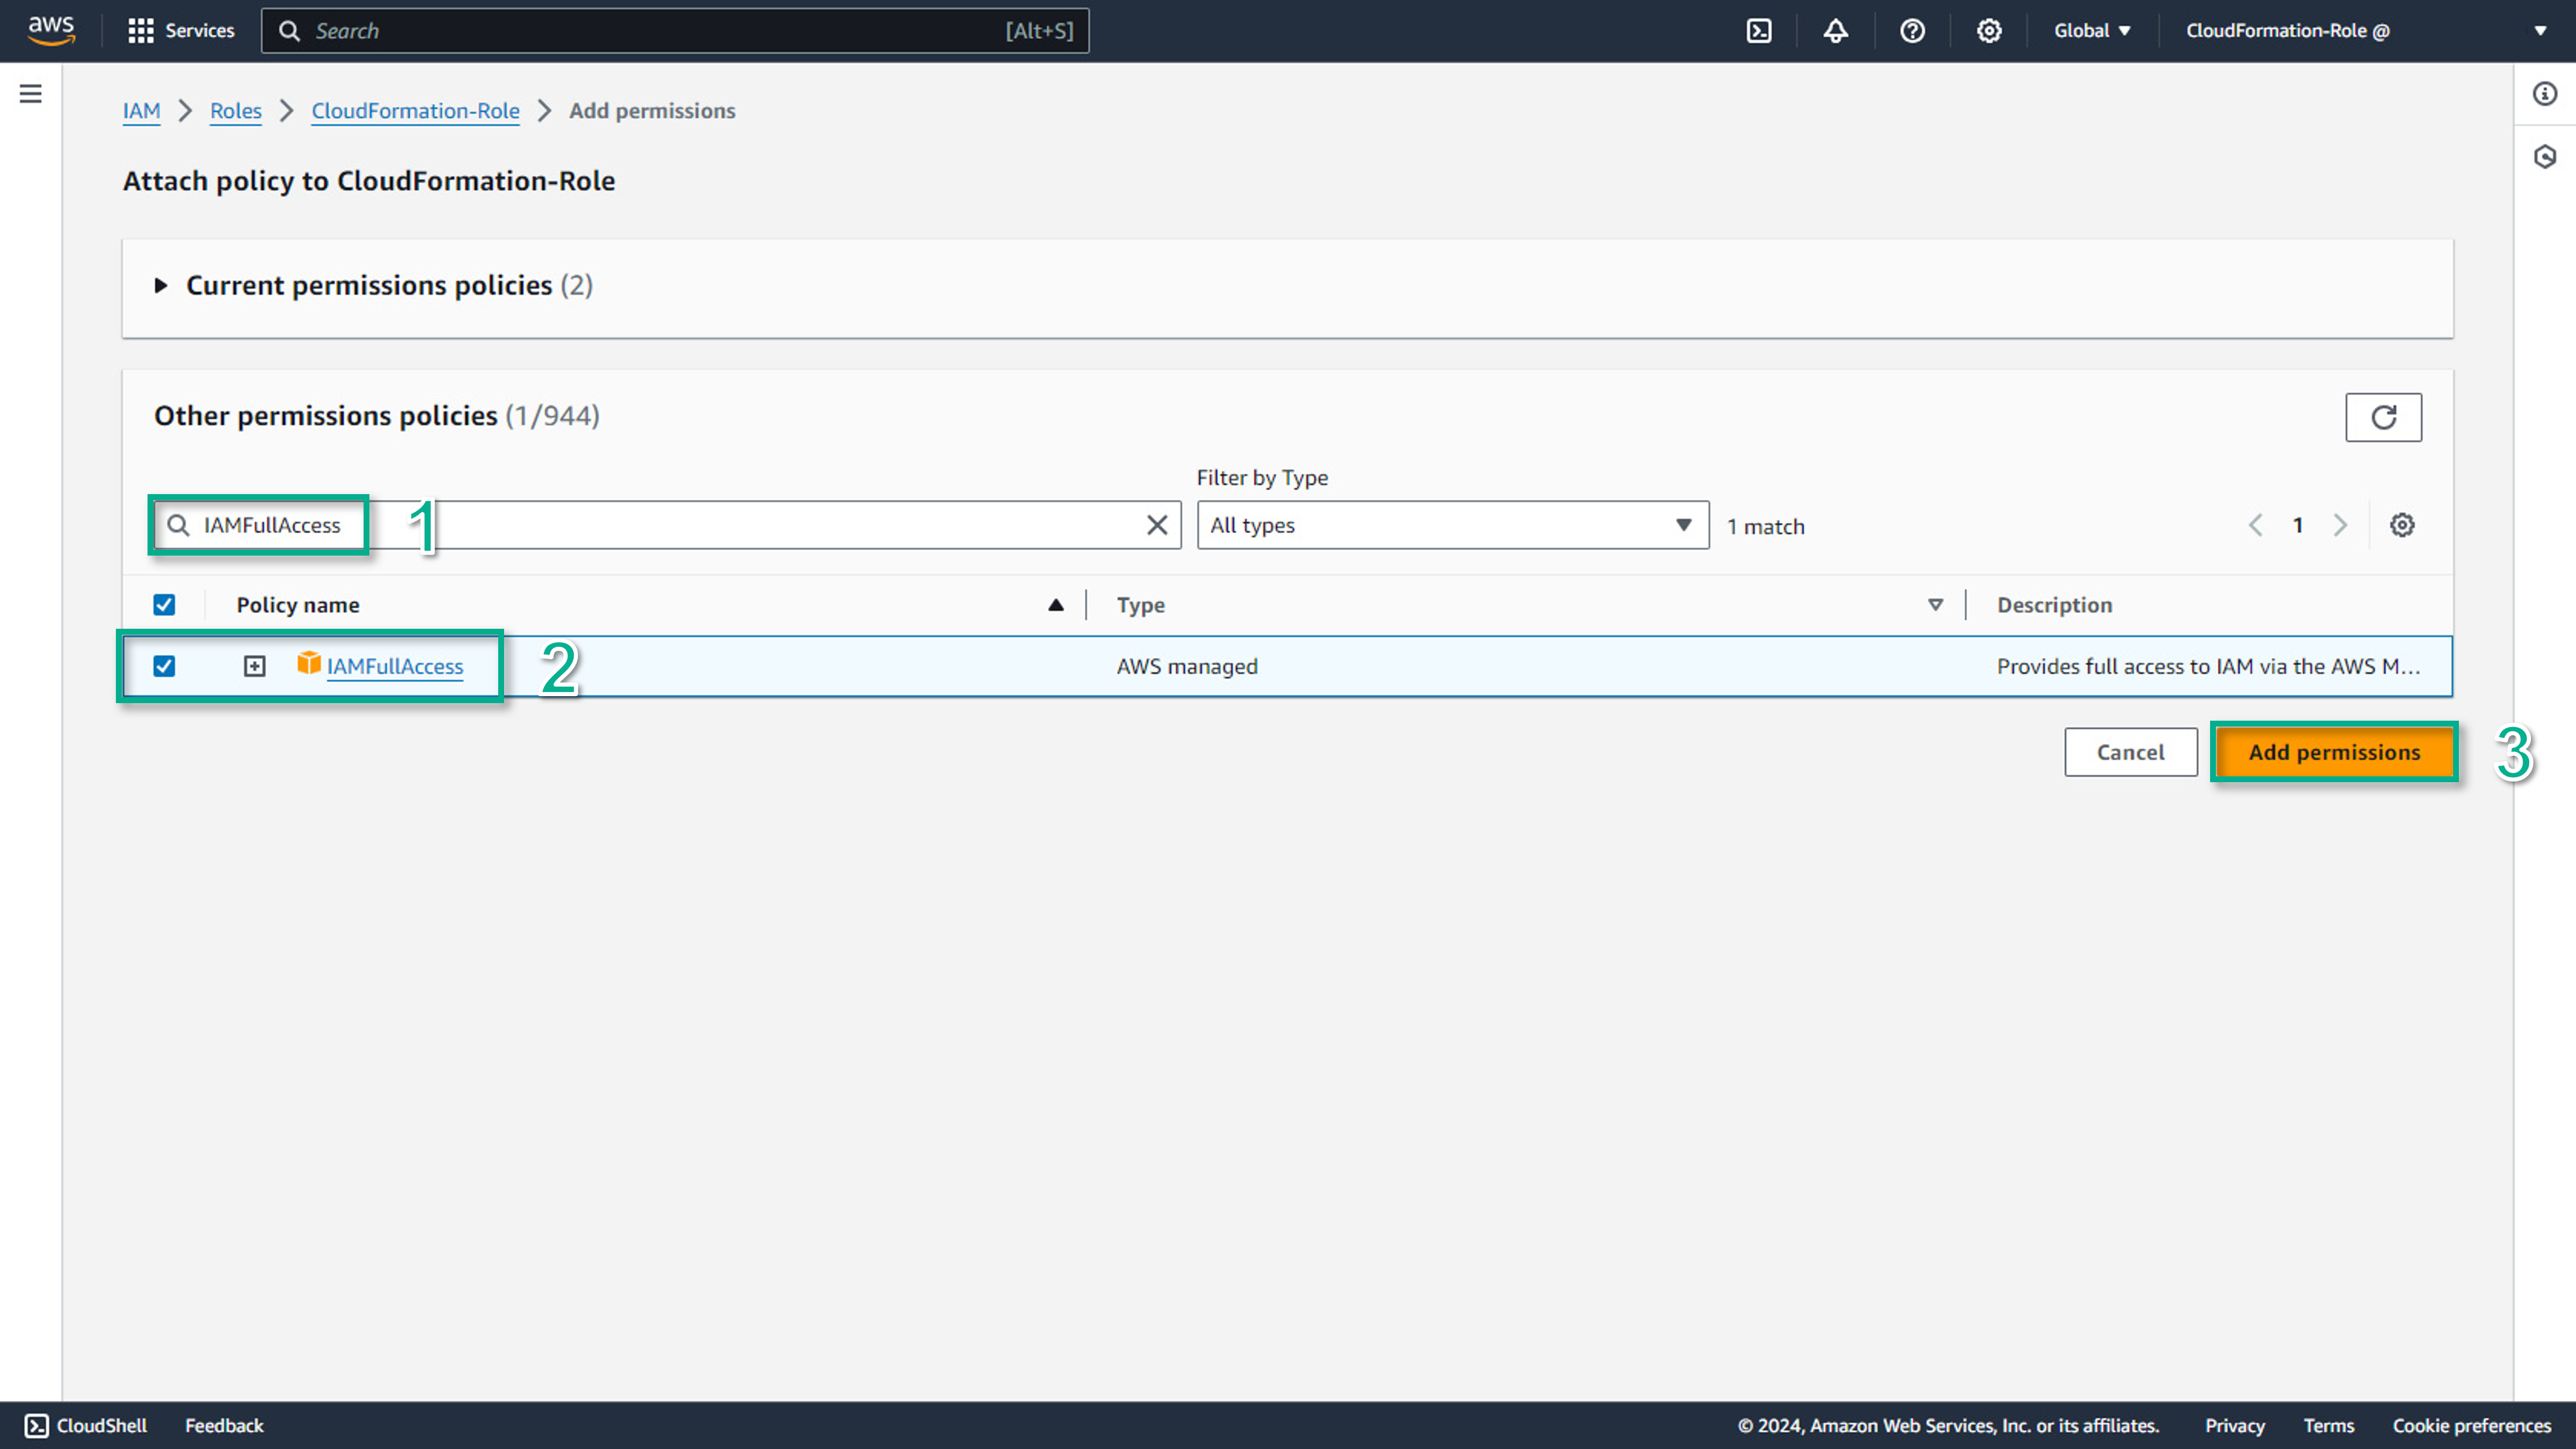 aws Services Search [Alt+S] Global CloudFormation-Role @
IAM Roles CloudFormation-Role Add permissions
Attach policy to CloudFormation-Role
Current permissions policies (2)
Other permissions policies (1/944)
Filter by Type
IAMFullAccess 1 All types 1 match 1
Policy name Type Description
IAMFullAccess 2 AWS managed Provides full access to IAM via the AWS M...
Cancel Add permissions 3
CloudShell Feedback © 2024, Amazon Web Services, Inc. or its affiliates. Privacy Terms Cookie preferences